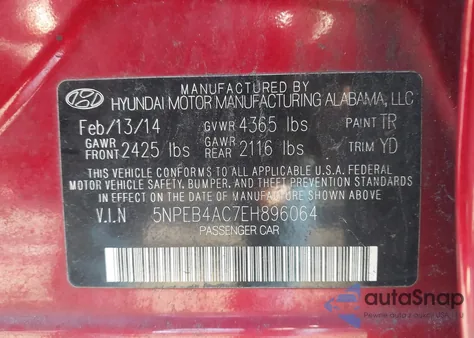 MANUFACTURED BY
HYUNDAI MOTOR MANUFACTURING ALABAMA, LLC
Feb/13/14 GVWR 4365 lbs PAINT TR
GAWR FRONT 2425 lbs GAWR REAR 2116 lbs TRIM YD
THIS VEHICLE CONFORMS TO ALL APPLICABLE U.S.A. FEDERAL
MOTOR VEHICLE SAFETY, BUMPER, AND THEFT PREVENTION STANDARDS
IN EFFECT ON THE DATE OF MANUFACTURE SHOWN ABOVE.
V.I.N 5NPEB4AC7EH896064
PASSENGER CAR
autoSnap